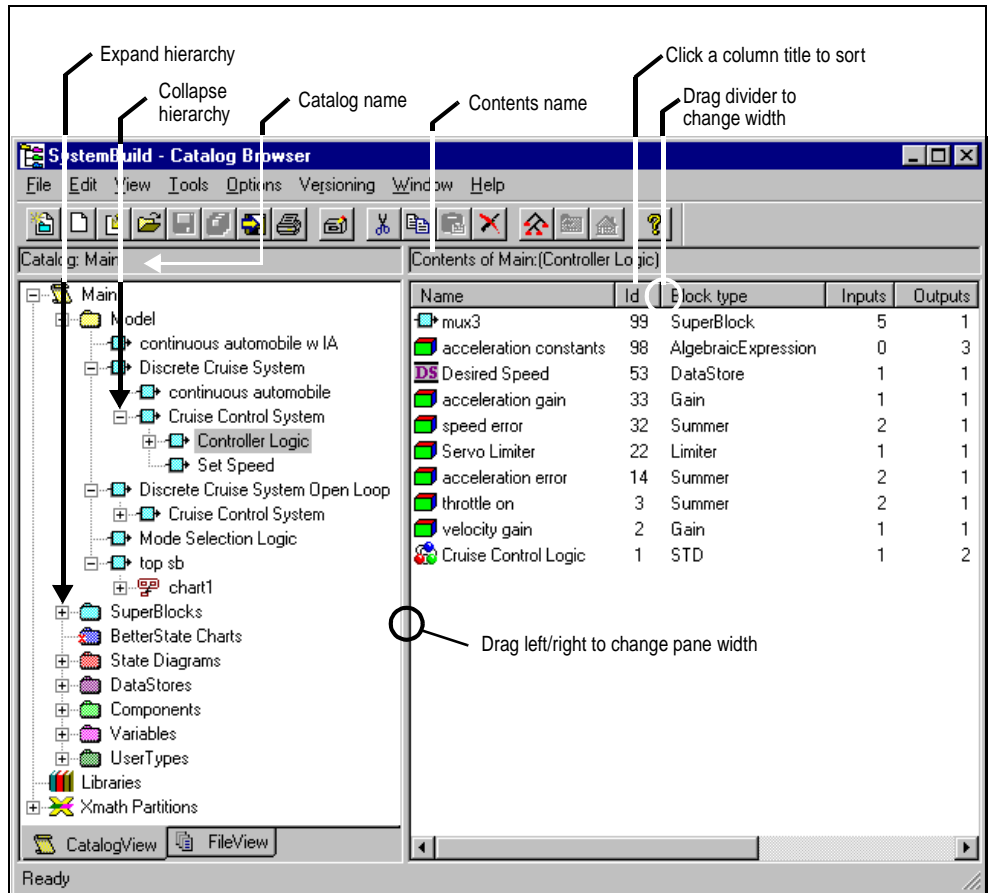 Expand hierarchy
Click a column title to sort
Collapse
hierarchy
Catalog name
Contents name
Drag divider to
change width
SystemBuild - Catalog Browser
File Edit View Tools Options Versioning Window Help
Catalog: Main
Contents of Main:(Controller Logic)
Main
Model
continuous automobile w IA
Discrete Cruise System
continuous automobile
Cruise Control System
Controller Logic
Set Speed
Discrete Cruise System Open Loop
Cruise Control System
Mode Selection Logic
top sb
chart1
SuperBlocks
BetterState Charts
State Diagrams
DataStores
Components
Variables
UserTypes
Libraries
Xmath Partitions
CatalogView FileView
Name Id Block type Inputs Outputs
mux3 99 SuperBlock 5 1
acceleration constants 98 AlgebraicExpression 0 3
DS Desired Speed 53 DataStore 1 1
acceleration gain 33 Gain 1 1
speed error 32 Summer 2 1
Servo Limiter 22 Limiter 1 1
acceleration error 14 Summer 2 1
throttle on 3 Summer 2 1
velocity gain 2 Gain 1 1
Cruise Control Logic 1 STD 1 2
Drag left/right to change pane width
Ready